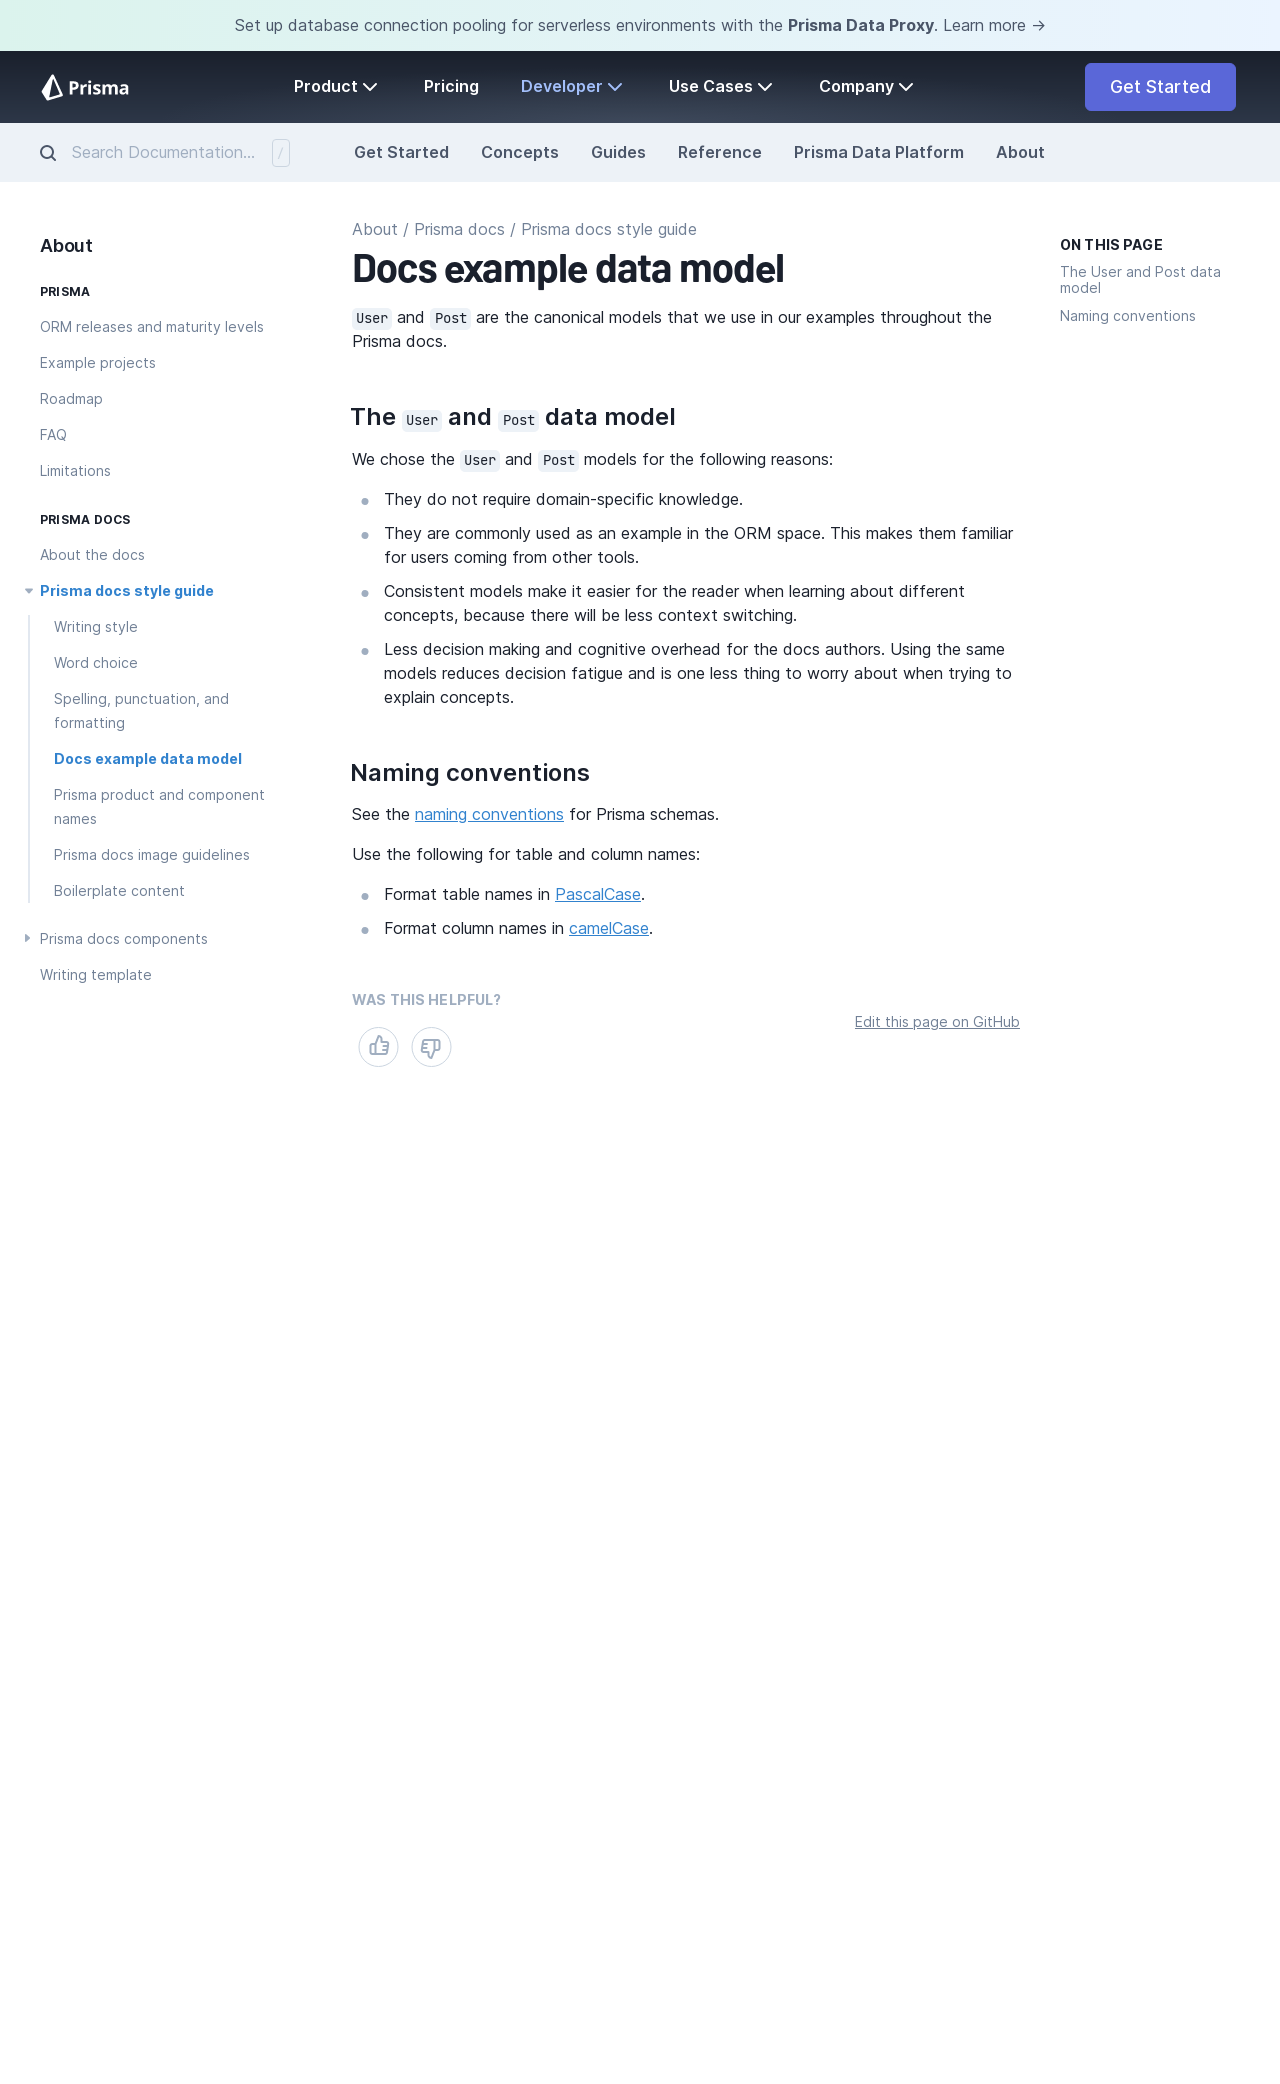 Set up database connection pooling for serverless environments with the Prisma Data Proxy. Learn more →
Prisma
Product
Pricing
Developer
Use Cases
Company
Get Started
Search Documentation...
/
Get Started
Concepts
Guides
Reference
Prisma Data Platform
About
About
PRISMA
ORM releases and maturity levels
Example projects
Roadmap
FAQ
Limitations
PRISMA DOCS
About the docs
Prisma docs style guide
Writing style
Word choice
Spelling, punctuation, and
formatting
Docs example data model
Prisma product and component
names
Prisma docs image guidelines
Boilerplate content
Prisma docs components
Writing template
About / Prisma docs / Prisma docs style guide
Docs example data model
User and Post are the canonical models that we use in our examples throughout the
Prisma docs.
The User and Post data model
We chose the User and Post models for the following reasons:
They do not require domain-specific knowledge.
They are commonly used as an example in the ORM space. This makes them familiar
for users coming from other tools.
Consistent models make it easier for the reader when learning about different
concepts, because there will be less context switching.
Less decision making and cognitive overhead for the docs authors. Using the same
models reduces decision fatigue and is one less thing to worry about when trying to
explain concepts.
Naming conventions
See the naming conventions for Prisma schemas.
Use the following for table and column names:
Format table names in PascalCase.
Format column names in camelCase.
WAS THIS HELPFUL?
Edit this page on GitHub
ON THIS PAGE
The User and Post data
model
Naming conventions